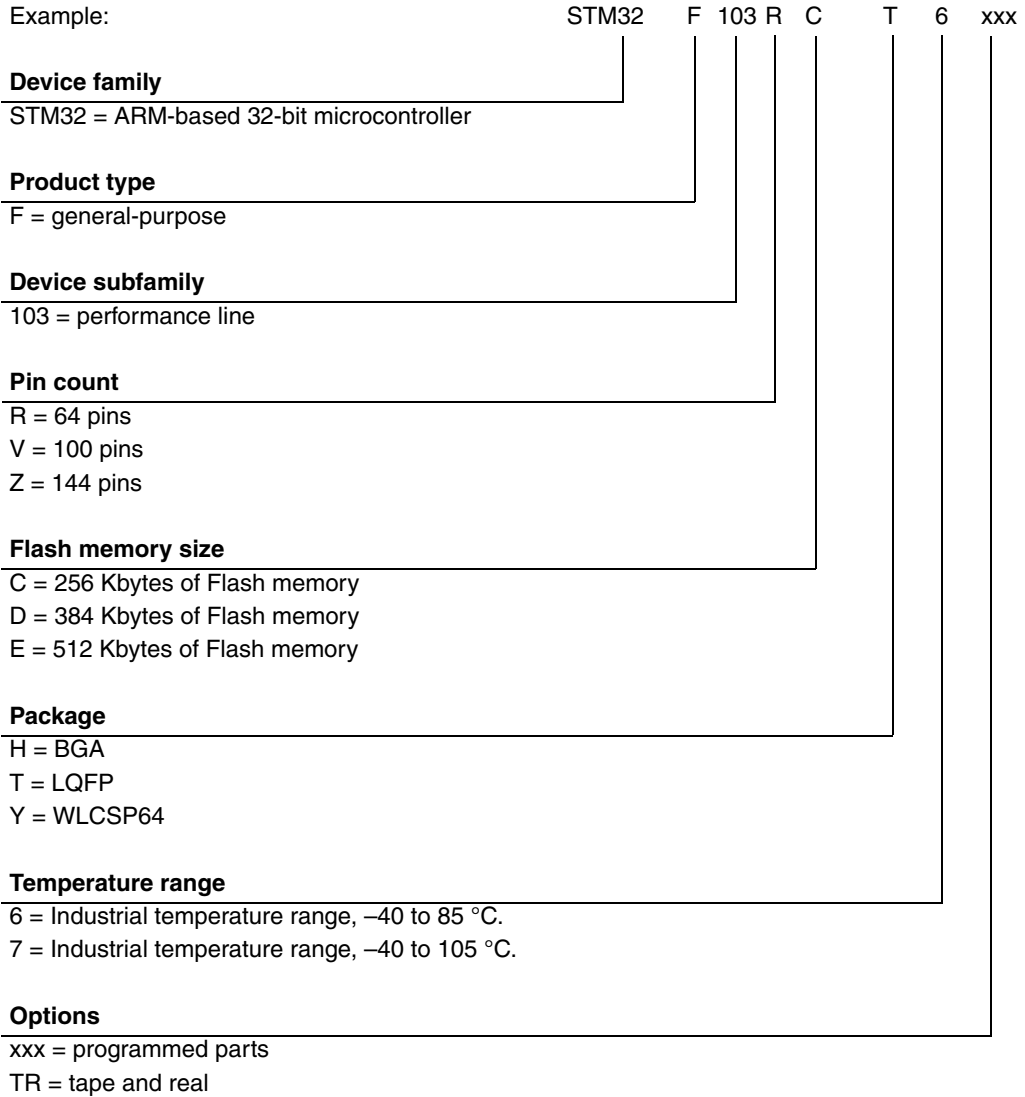 Example: STM32 F 103 R C T 6 xxx
Device family
STM32 = ARM-based 32-bit microcontroller
Product type
F = general-purpose
Device subfamily
103 = performance line
Pin count
R = 64 pins
V = 100 pins
Z = 144 pins
Flash memory size
C = 256 Kbytes of Flash memory
D = 384 Kbytes of Flash memory
E = 512 Kbytes of Flash memory
Package
H = BGA
T = LQFP
Y = WLCSP64
Temperature range
6 = Industrial temperature range, –40 to 85 °C.
7 = Industrial temperature range, –40 to 105 °C.
Options
xxx = programmed parts
TR = tape and real